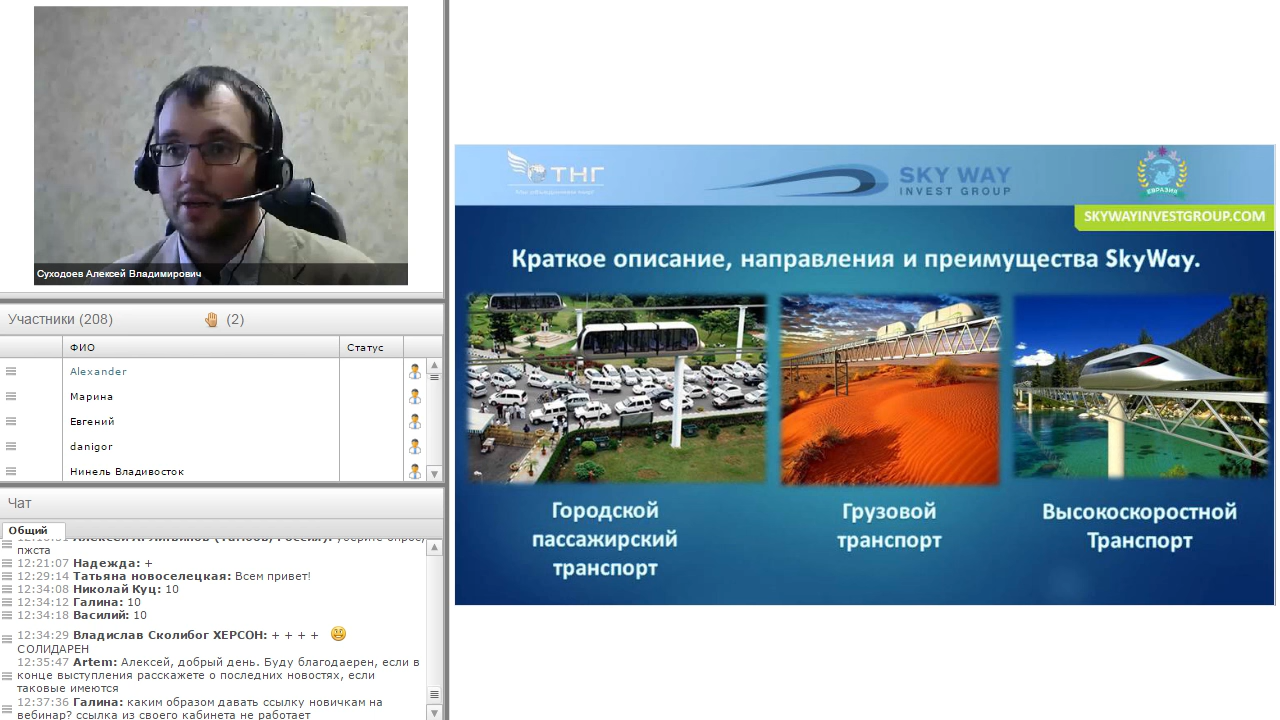 Суходоев Алексей Владимирович
Участники (208)
(2)
ФИО
Статус
Alexander
Марина
Евгений
danigor
Нинель Владивосток
Чат
Общий
пжста
12:21:07 Надежда: +
12:29:14 Татьяна новоселецкая: Всем привет!
12:34:08 Николай Куц: 10
12:34:12 Галина: 10
12:34:18 Василий: 10
12:34:29 Владислав Сколибог ХЕРСОН: + + + +
СОЛИДАРЕН
12:35:47 Artem: Алексей, добрый день. Буду благодаерен, если в
конце выступления расскажете о последних новостях, если
таковые имеются
12:37:36 Галина: каким образом давать ссылку новичкам на
вебинар? ссылка из своего кабинета не работает
ТНГ
SKY WAY
INVEST GROUP
ЕВРАЗИЯ
SKYWAYINVESTGROUP.COM
Краткое описание, направления и преимущества SkyWay.
Городской
пассажирский
транспорт
Грузовой
транспорт
Высокоскоростной
Транспорт